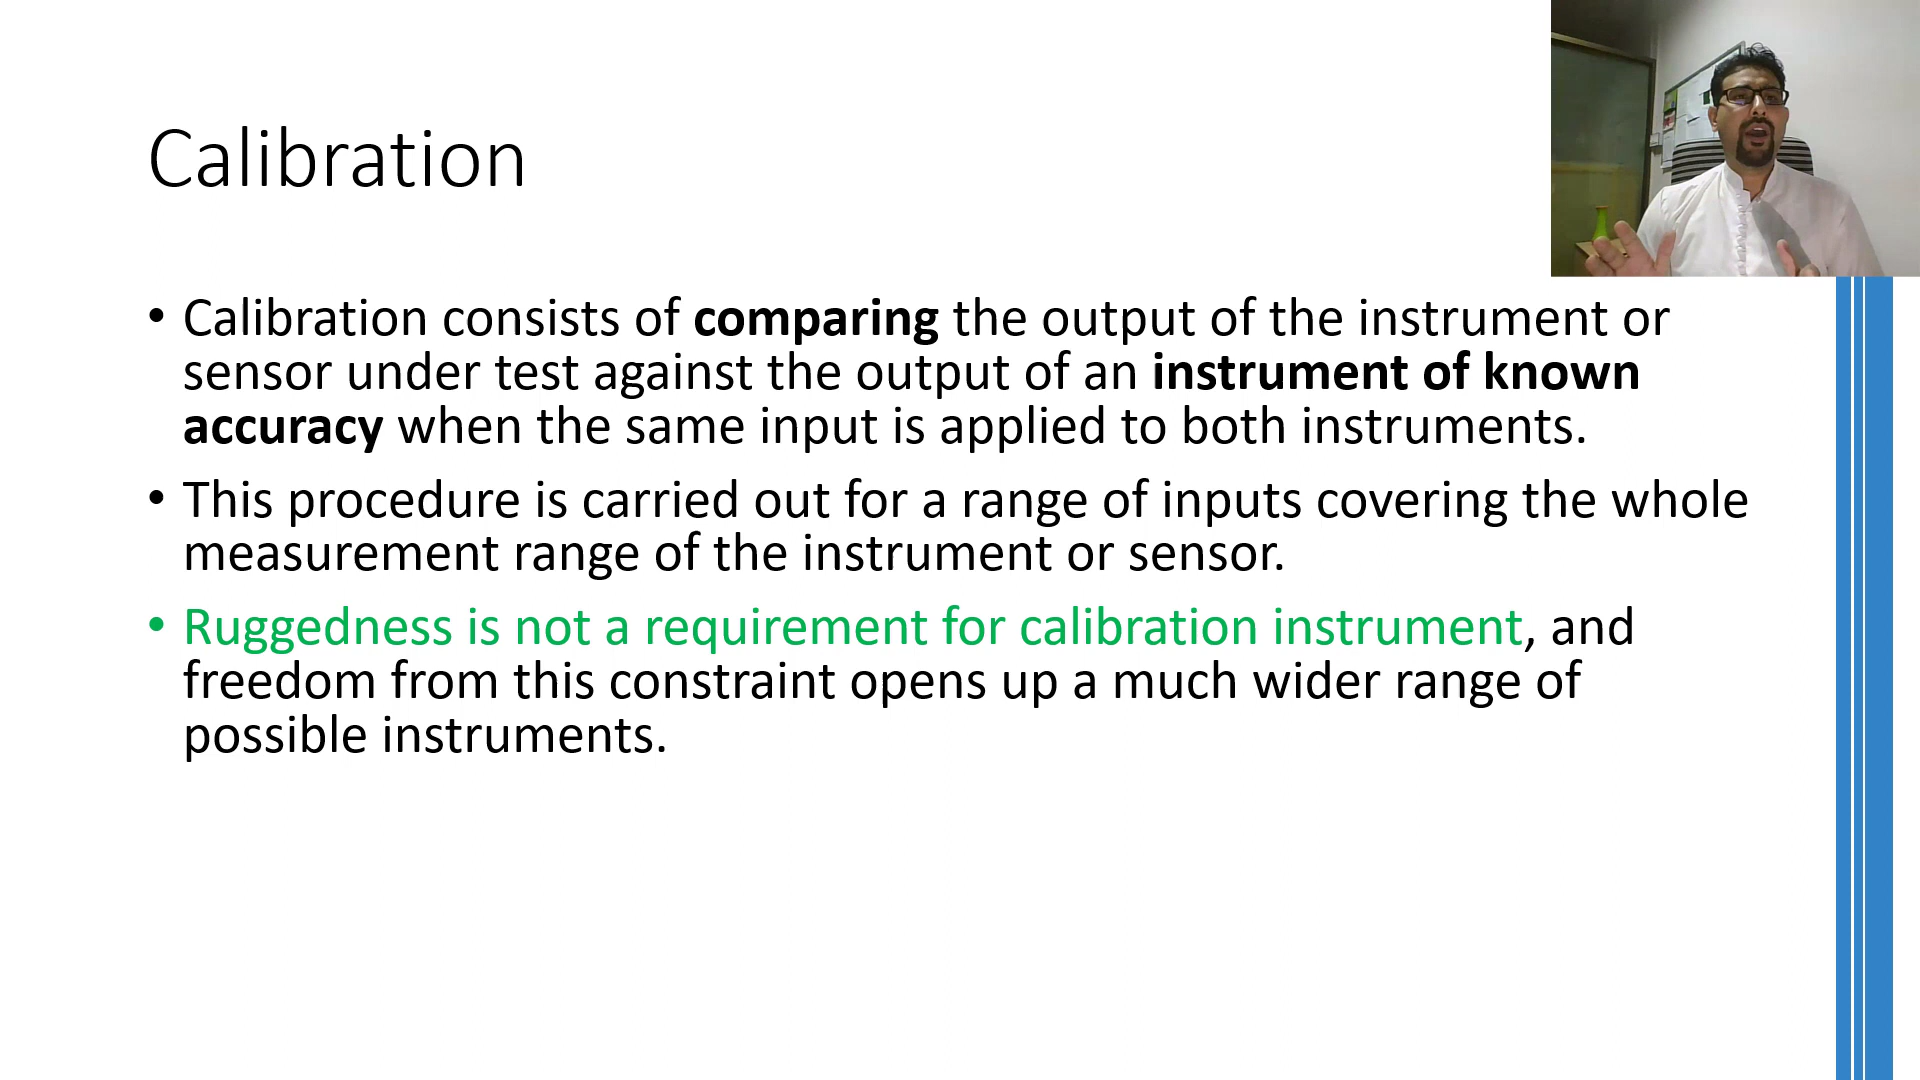 Calibration
• Calibration consists of comparing the output of the instrument or
sensor under test against the output of an instrument of known
accuracy when the same input is applied to both instruments.
• This procedure is carried out for a range of inputs covering the whole
measurement range of the instrument or sensor.
• Ruggedness is not a requirement for calibration instrument, and
freedom from this constraint opens up a much wider range of
possible instruments.